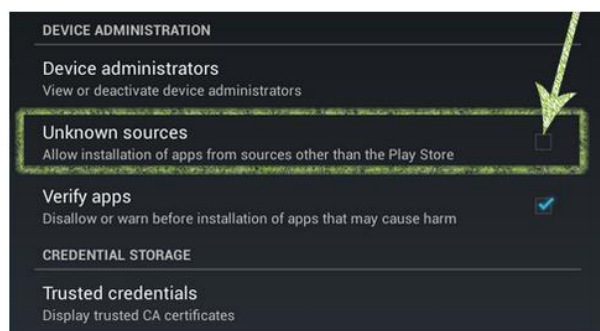 DEVICE ADMINISTRATION
Device administrators
View or deactivate device administrators
Unknown sources
Allow installation of apps from sources other than the Play Store
Verify apps
Disallow or warn before installation of apps that may cause harm
CREDENTIAL STORAGE
Trusted credentials
Display trusted CA certificates